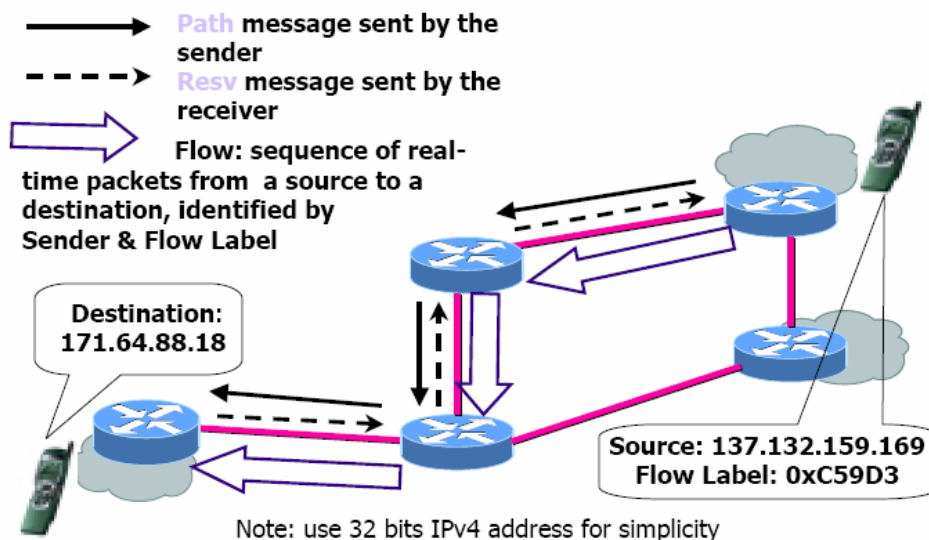 Path message sent by the
sender
Resv message sent by the
receiver
Flow: sequence of real-
time packets from a source to a
destination, identified by
Sender & Flow Label
Destination:
171.64.88.18
Source: 137.132.159.169
Flow Label: 0xC59D3
Note: use 32 bits IPv4 address for simplicity